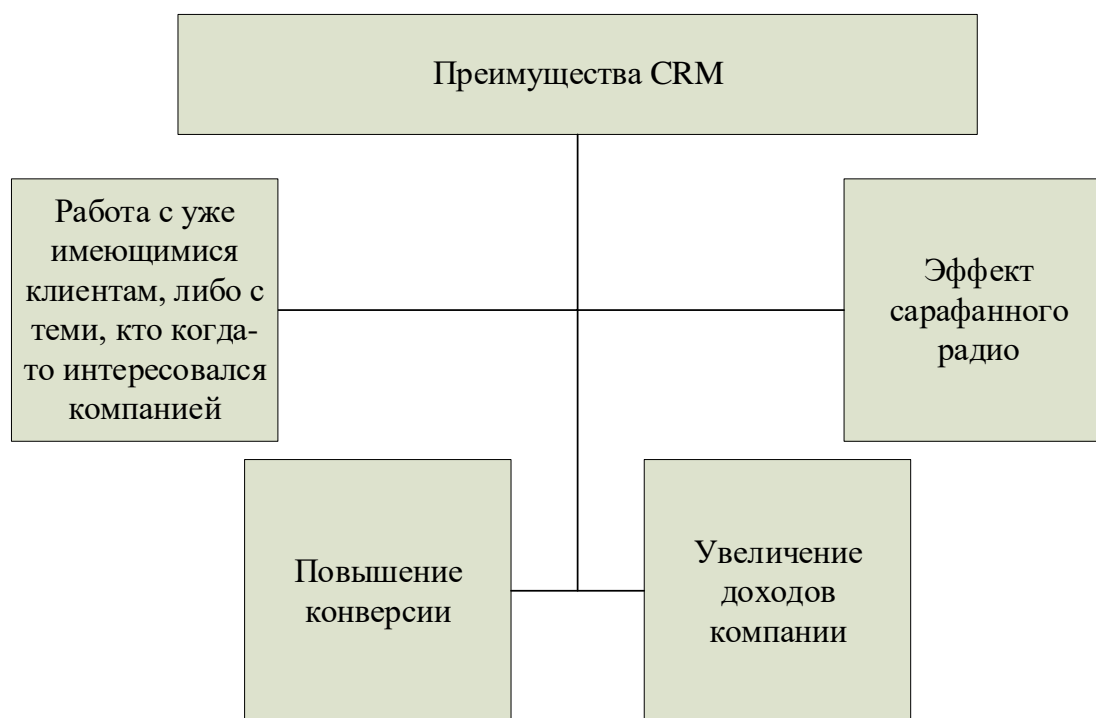 Преимущества CRM
Работа с уже
имеющимися
клиентам, либо с
теми, кто когда-
то интересовался
компанией
Эффект
сарафанного
радио
Повышение
конверсии
Увеличение
доходов
компании